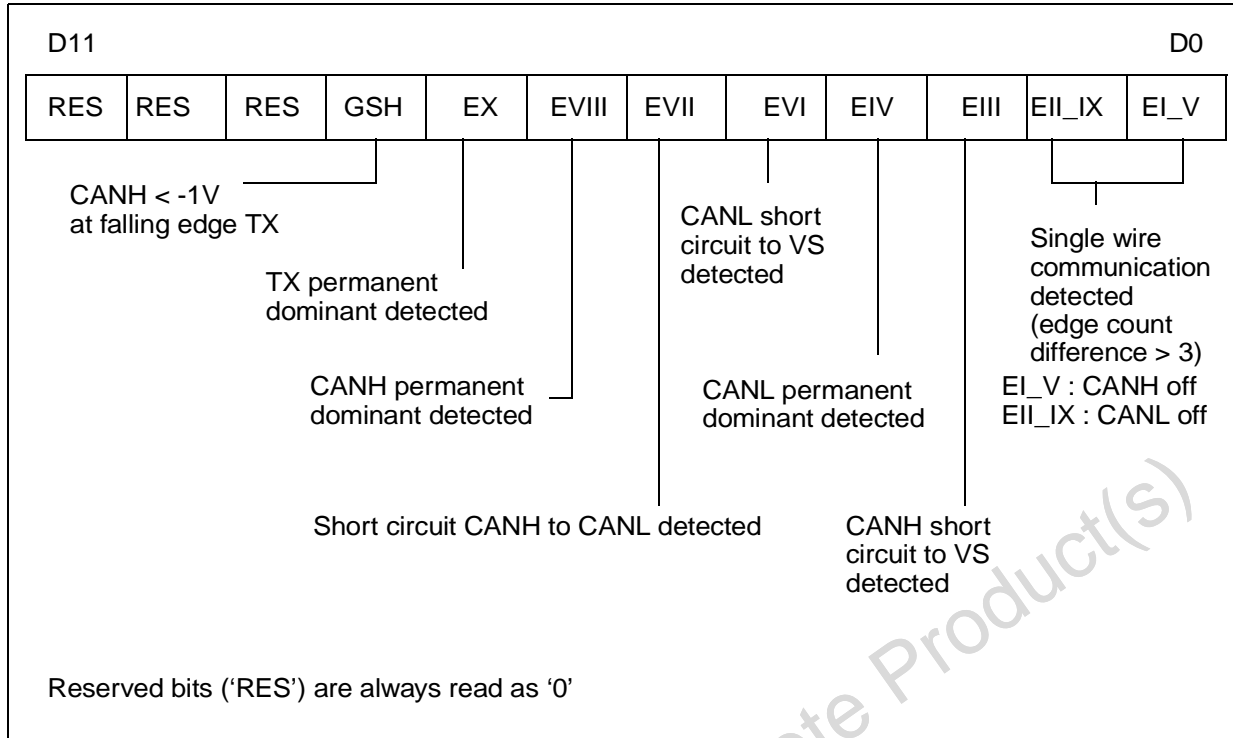 D11 D0
RES RES RES GSH EX EVIII EVII EVI EIV EIII EII_IX EI_V
CANH < -1V
at falling edge TX
TX permanent
dominant detected
CANH permanent
dominant detected
Short circuit CANH to CANL detected
CANL short
circuit to VS
detected
CANL permanent
dominant detected
CANH short
circuit to VS
detected
Single wire
communication
detected
(edge count
difference > 3)
EI_V : CANH off
EII_IX : CANL off
Reserved bits (‘RES’) are always read as ‘0’
Product(s)